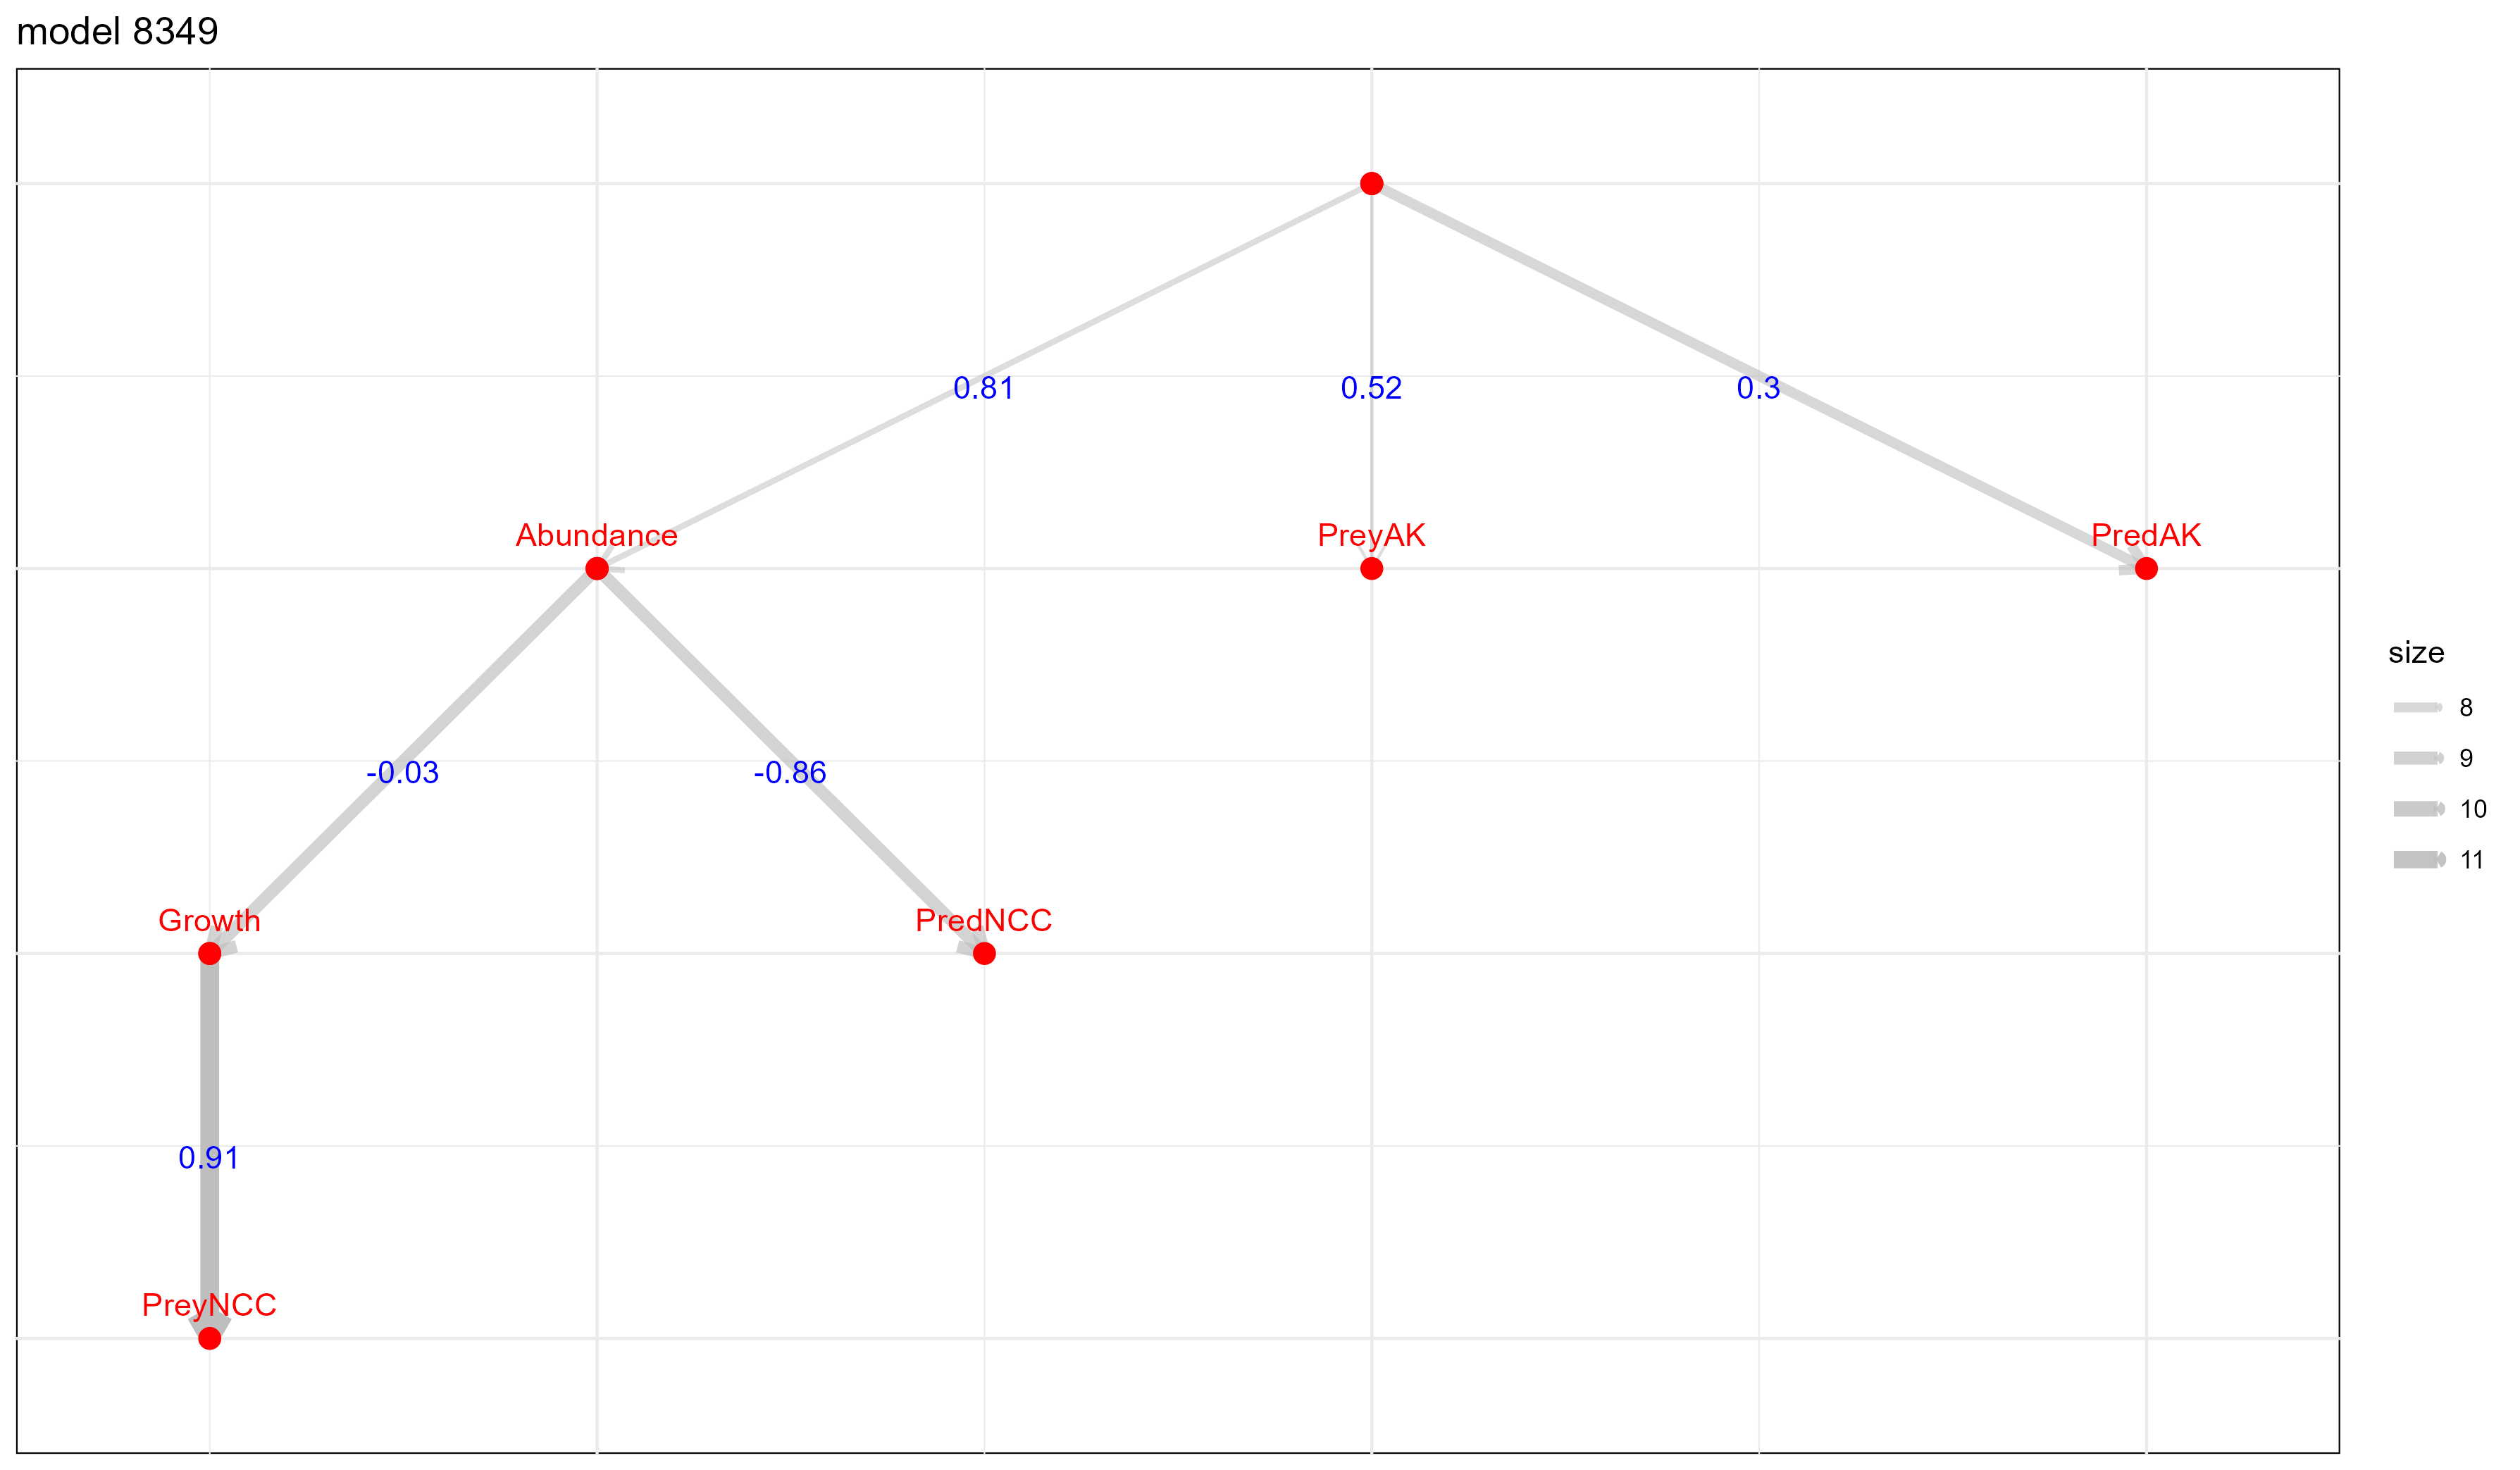 model 8349
0.81
0.52
0.3
Abundance
PreyAK
PredAK
size
8
9
10
11
-0.03
-0.86
Growth
PredNCC
0.91
PreyNCC